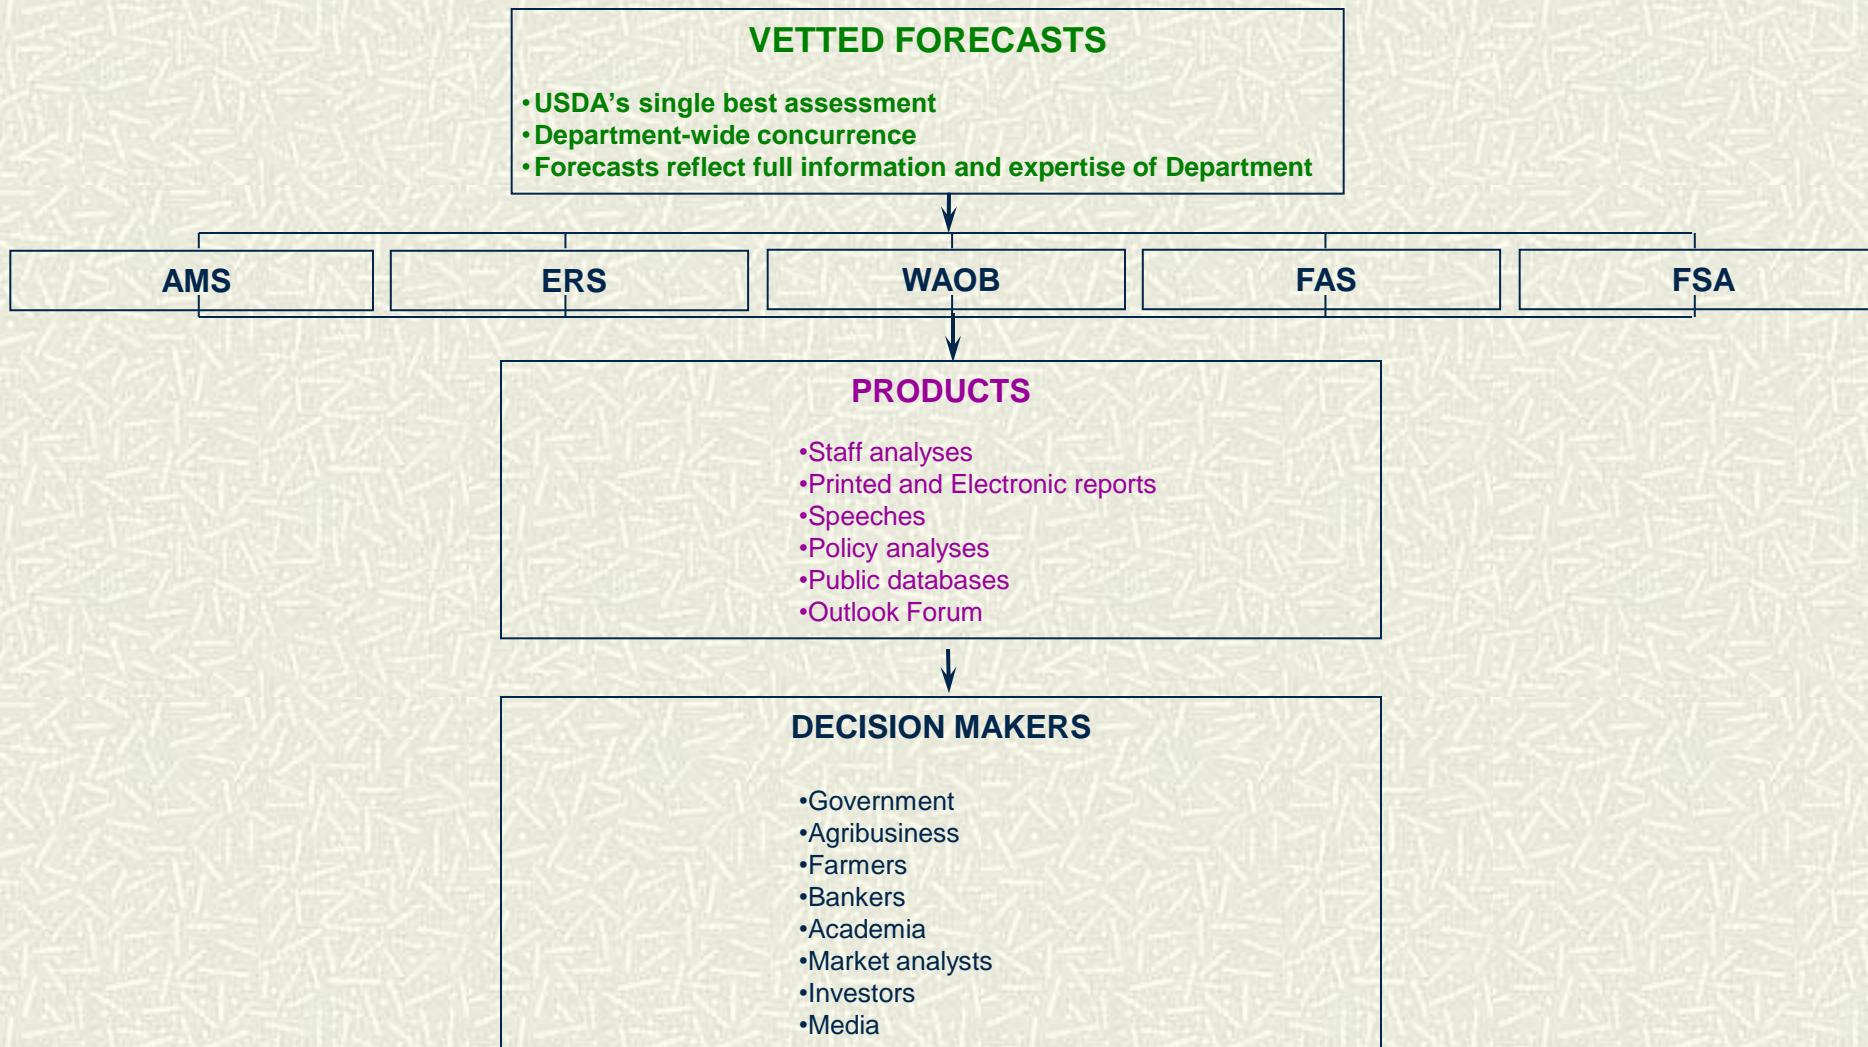 VETTED FORECASTS
•USDA's single best assessment
•Department-wide concurrence
•Forecasts reflect full information and expertise of Department
AMS ERS WAOB FAS FSA
PRODUCTS
•Staff analyses
•Printed and Electronic reports
•Speeches
•Policy analyses
•Public databases
•Outlook Forum
DECISION MAKERS
•Government
•Agribusiness
•Farmers
•Bankers
•Academia
•Market analysts
•Investors
•Media